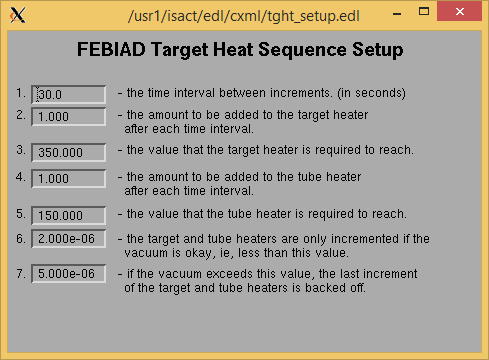 /usr1/isact/edl/cxml/tght_setup.edl
FEBIAD Target Heat Sequence Setup
1. 30.0 - the time interval between increments. (in seconds)
2. 1.000 - the amount to be added to the target heater
after each time interval.
3. 350.000 - the value that the target heater is required to reach.
4. 1.000 - the amount to be added to the tube heater
after each time interval.
5. 150.000 - the value that the tube heater is required to reach.
6. 2.000e-06 - the target and tube heaters are only incremented if the
vacuum is okay, ie, less than this value.
7. 5.000e-06 - if the vacuum exceeds this value, the last increment
of the target and tube heaters is backed off.